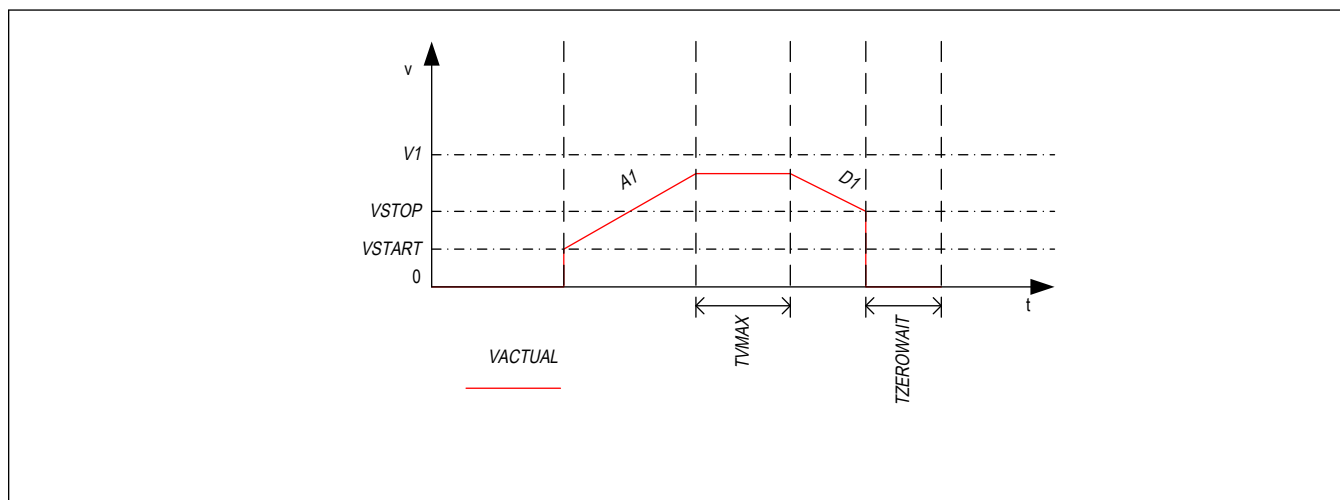 v
V1
A1
D1
VSTOP
VSTART
0
t
VACTUAL
TVMAX
TZEROWAIT